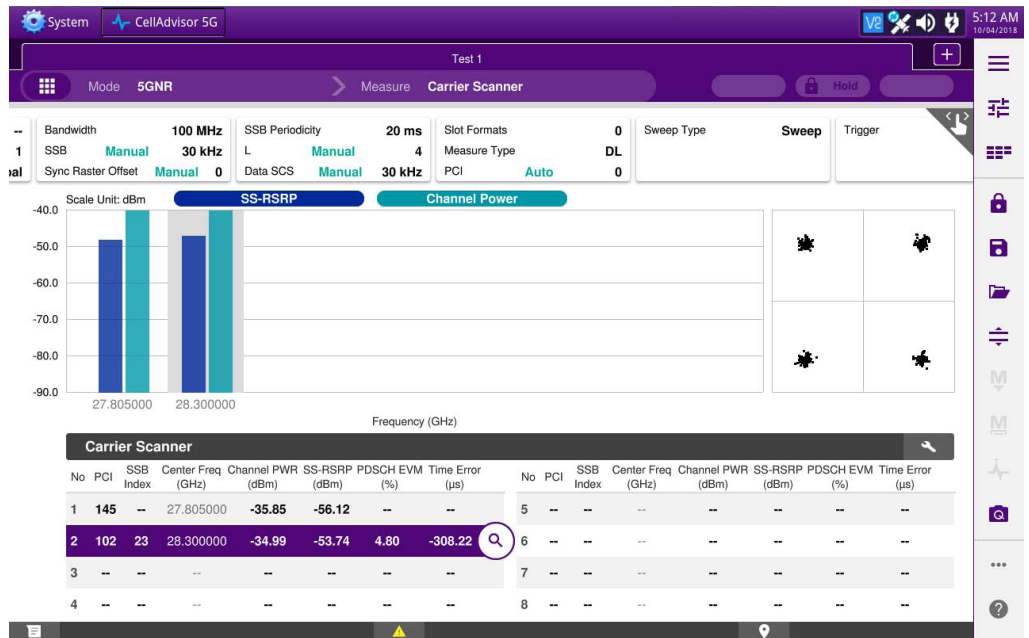 System CellAdvisor 5G V2 5:12 AM
10/04/2018
Test 1 +
Mode 5GNR Measure Carrier Scanner Hold
-- Bandwidth 100 MHz SSB Periodicity 20 ms Slot Formats 0 Sweep Type Sweep Trigger
1 SSB Manual 30 kHz L Manual 4 Measure Type DL
Sync Raster Offset Manual 0 Data SCS Manual 30 kHz PCI Auto 0
Scale Unit: dBm SS-RSRP Channel Power
-40.0
-50.0
-60.0
-70.0
-80.0
-90.0
27.805000 28.300000
Frequency (GHz)
Carrier Scanner
No PCI SSB Index Center Freq (GHz) Channel PWR (dBm) SS-RSRP (dBm) PDSCH EVM (%) Time Error (µs) No PCI SSB Index Center Freq (GHz) Channel PWR (dBm) SS-RSRP (dBm) PDSCH EVM (%) Time Error (µs)
1 145 -- 27.805000 -35.85 -56.12 -- -- 5 -- -- -- -- -- -- --
2 102 23 28.300000 -34.99 -53.74 4.80 -308.22 6 -- -- -- -- -- -- --
3 -- -- -- -- -- -- -- 7 -- -- -- -- -- -- --
4 -- -- -- -- -- -- -- 8 -- -- -- -- -- -- --